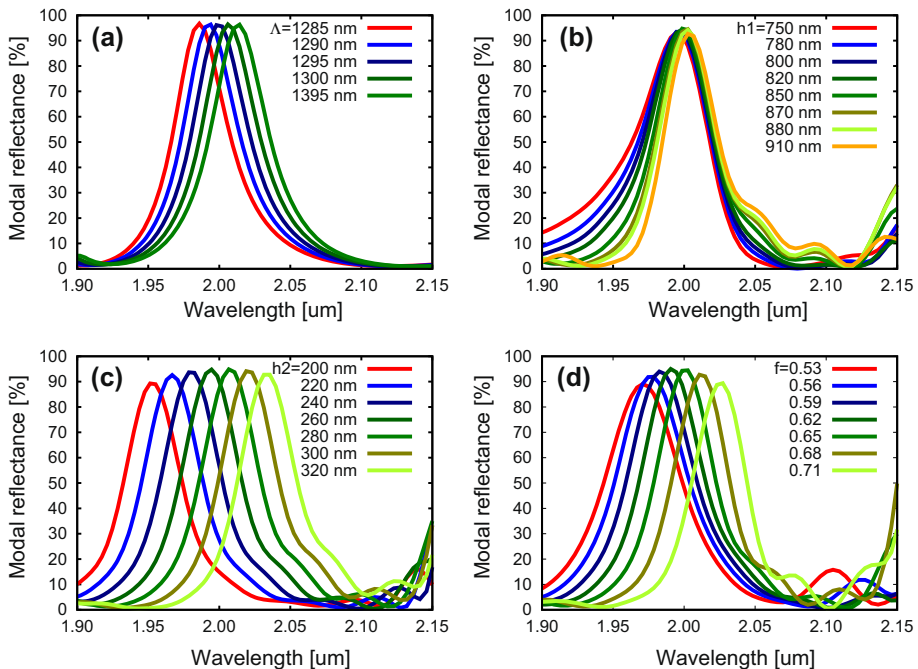 (a)
Λ=1285 nm
1290 nm
1295 nm
1300 nm
1395 nm
Modal reflectance [%]
100
90
80
70
60
50
40
30
20
10
0
1.90 1.95 2.00 2.05 2.10 2.15
Wavelength [um]
(b)
h1=750 nm
780 nm
800 nm
820 nm
850 nm
870 nm
880 nm
910 nm
Modal reflectance [%]
100
90
80
70
60
50
40
30
20
10
0
1.90 1.95 2.00 2.05 2.10 2.15
Wavelength [um]
(c)
h2=200 nm
220 nm
240 nm
260 nm
280 nm
300 nm
320 nm
Modal reflectance [%]
100
90
80
70
60
50
40
30
20
10
0
1.90 1.95 2.00 2.05 2.10 2.15
Wavelength [um]
(d)
f=0.53
0.56
0.59
0.62
0.65
0.68
0.71
Modal reflectance [%]
100
90
80
70
60
50
40
30
20
10
0
1.90 1.95 2.00 2.05 2.10 2.15
Wavelength [um]